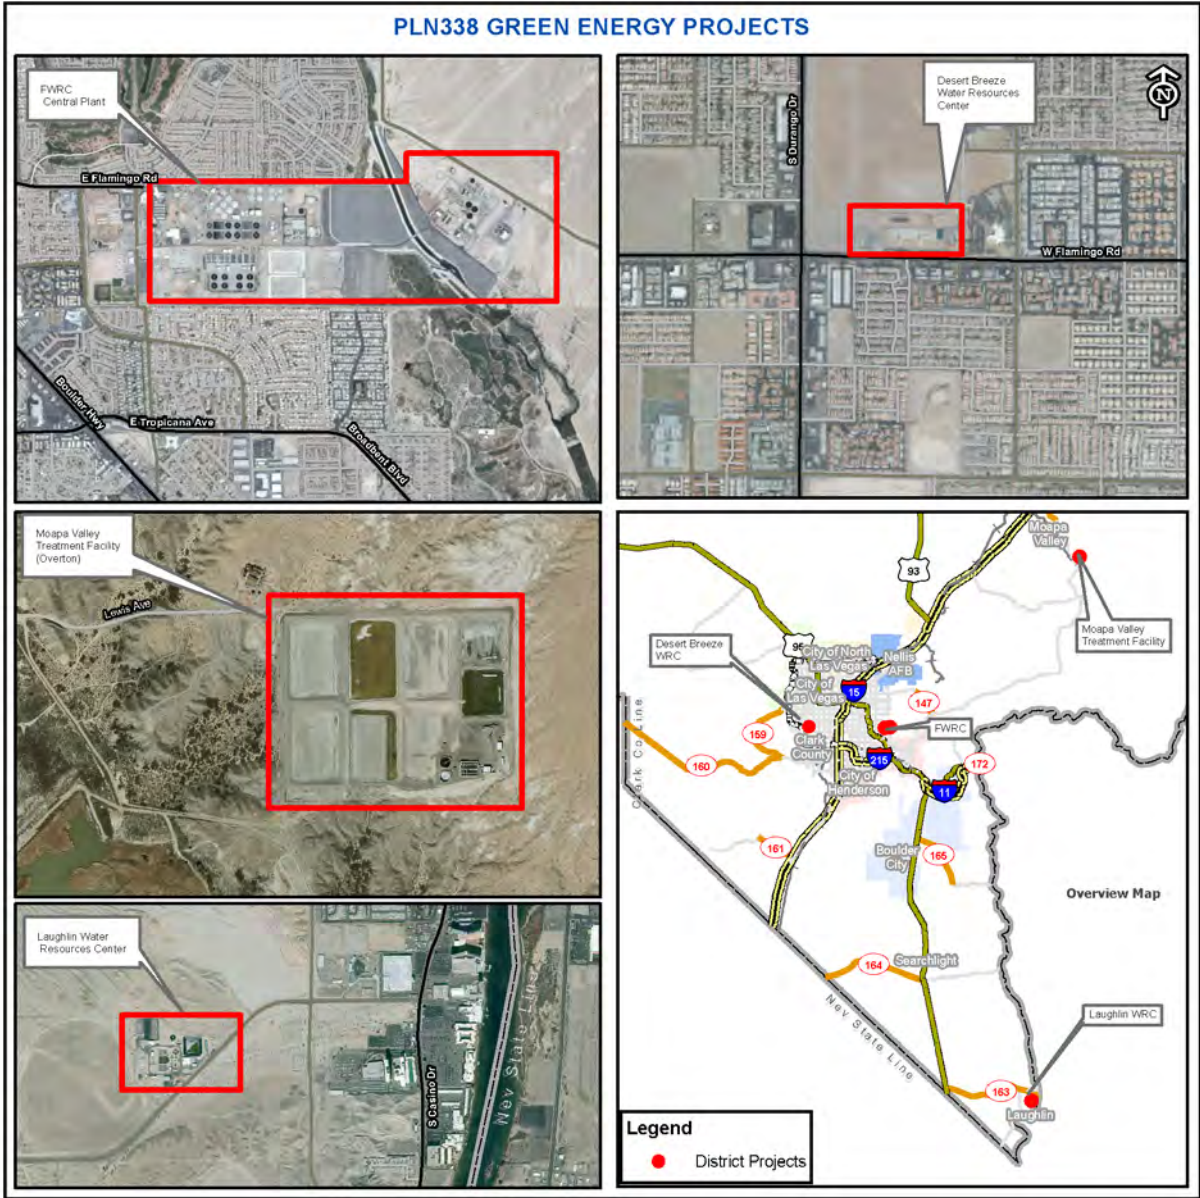 PLN338 GREEN ENERGY PROJECTS
FWRC
Central Plant
E Flamingo Rd
Boulder Hwy
E Tropicana Ave
Broadbent Blvd
Desert Breeze
Water Resources
Center
N
S Durango Dr
W Flamingo Rd
Moapa Valley
Treatment Facility
(Overton)
Lewis Ave
Laughlin Water
Resources Center
S Casino Dr
Nev State Line
Moapa
Valley
93
Moapa Valley
Treatment Facility
Desert Breeze
WRC
City of North
Las Vegas
Nellis
AFB
City of
Las Vegas
15
147
159
Clark
County
FWRC
160
215
172
City of
Henderson
11
Clark Co Line
161
Boulder
City
165
Overview Map
164
Searchlight
Nev State Line
Laughlin WRC
163
Laughlin
Legend
District Projects